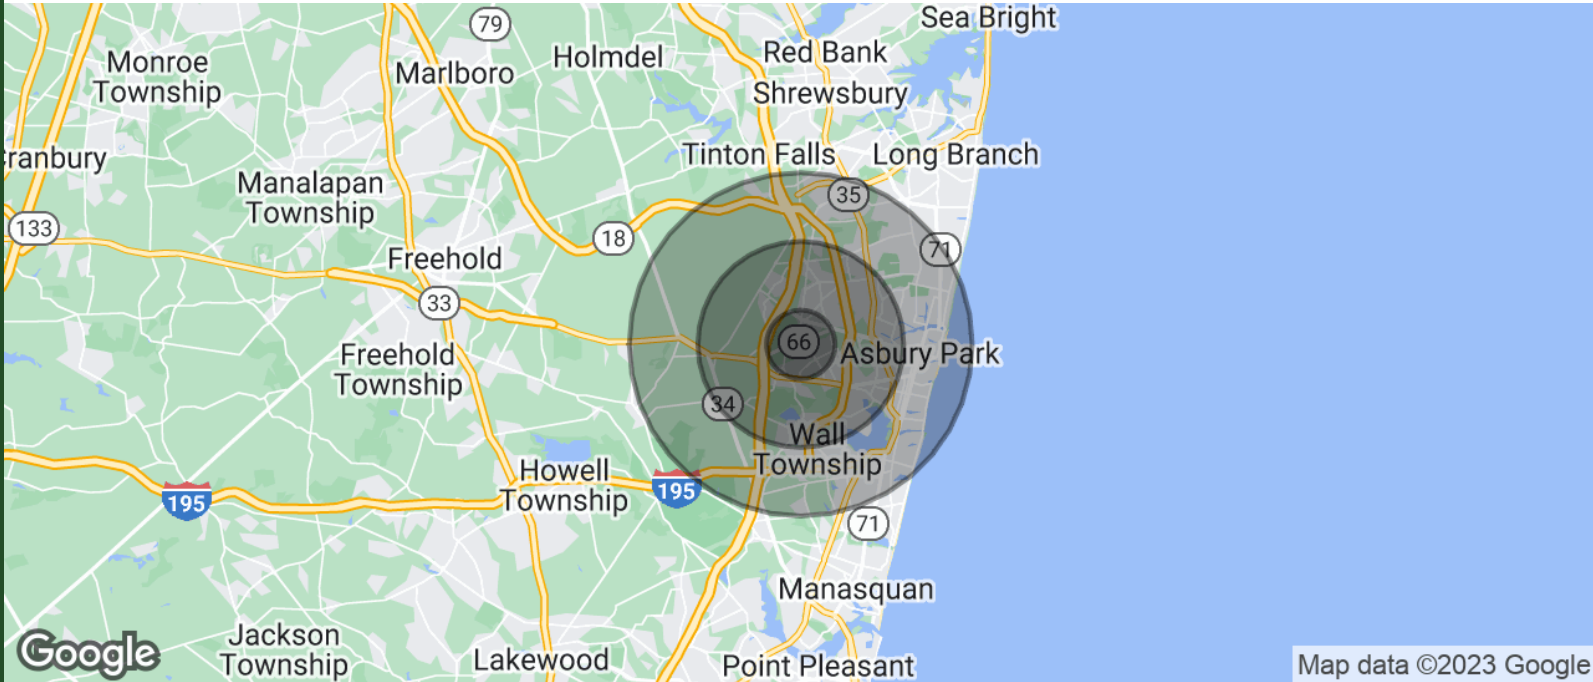 Sea Bright
79
Red Bank
Holmdel
Monroe
Township
Marlboro
Shrewsbury
Tinton Falls
Long Branch
ranbury
Manalapan
Township
35
133
18
71
Freehold
33
66
Asbury Park
Freehold
Township
34
Wall
Township
Howell
Township
195
195
71
Manasquan
Jackson
Township
Lakewood
Point Pleasant
Google
Map data ©2023 Google